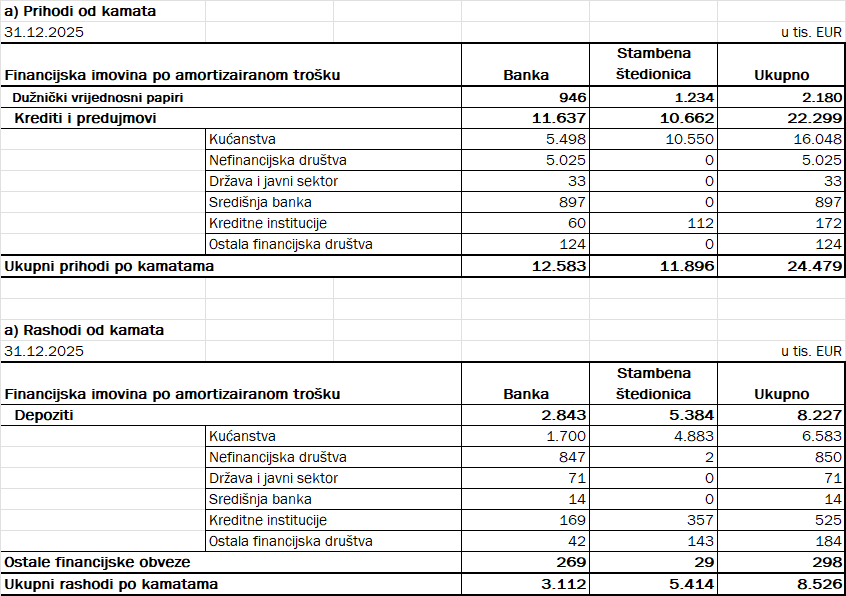 a) Prihodi od kamata
31.12.2025 u tis. EUR
Financijska imovina po amortizairanom trošku Banka Stambena štedionica Ukupno
Dužnički vrijednosni papiri 946 1.234 2.180
Krediti i predujmovi 11.637 10.662 22.299
Kućanstva 5.498 10.550 16.048
Nefinancijska društva 5.025 0 5.025
Država i javni sektor 33 0 33
Središnja banka 897 0 897
Kreditne institucije 60 112 172
Ostala financijska društva 124 0 124
Ukupni prihodi po kamatama 12.583 11.896 24.479
a) Rashodi od kamata
31.12.2025 u tis. EUR
Financijska imovina po amortizairanom trošku Banka Stambena štedionica Ukupno
Depoziti 2.843 5.384 8.227
Kućanstva 1.700 4.883 6.583
Nefinancijska društva 847 2 850
Država i javni sektor 71 0 71
Središnja banka 14 0 14
Kreditne institucije 169 357 525
Ostala financijska društva 42 143 184
Ostale financijske obveze 269 29 298
Ukupni rashodi po kamatama 3.112 5.414 8.526